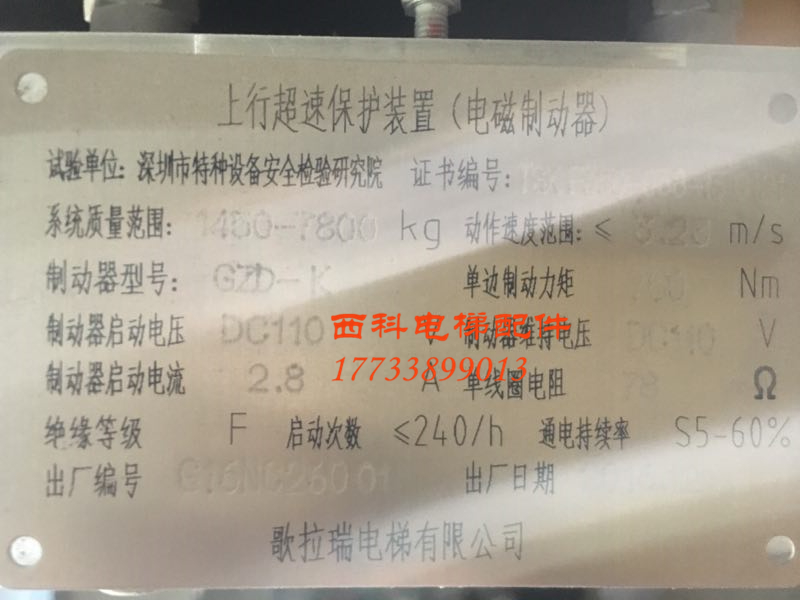 上行超速保护装置(电磁制动器)
试验单位: 深圳市特种设备安全检验研究院 证书编号:
系统质量范围: 1450-7800 kg 动作速度范围: ≤ m/s
制动器型号: GZD-K 单边制动力矩 Nm
制动器启动电压 DC110 V 制动器维持电压 DC110 V
西科电梯配件
17733899013
制动器启动电流 2.8 A 单线圈电阻 78 Ω
绝缘等级 F 启动次数 ≤240/h 通电持续率 S5-60%
出厂编号 出厂日期
歌拉瑞电梯有限公司